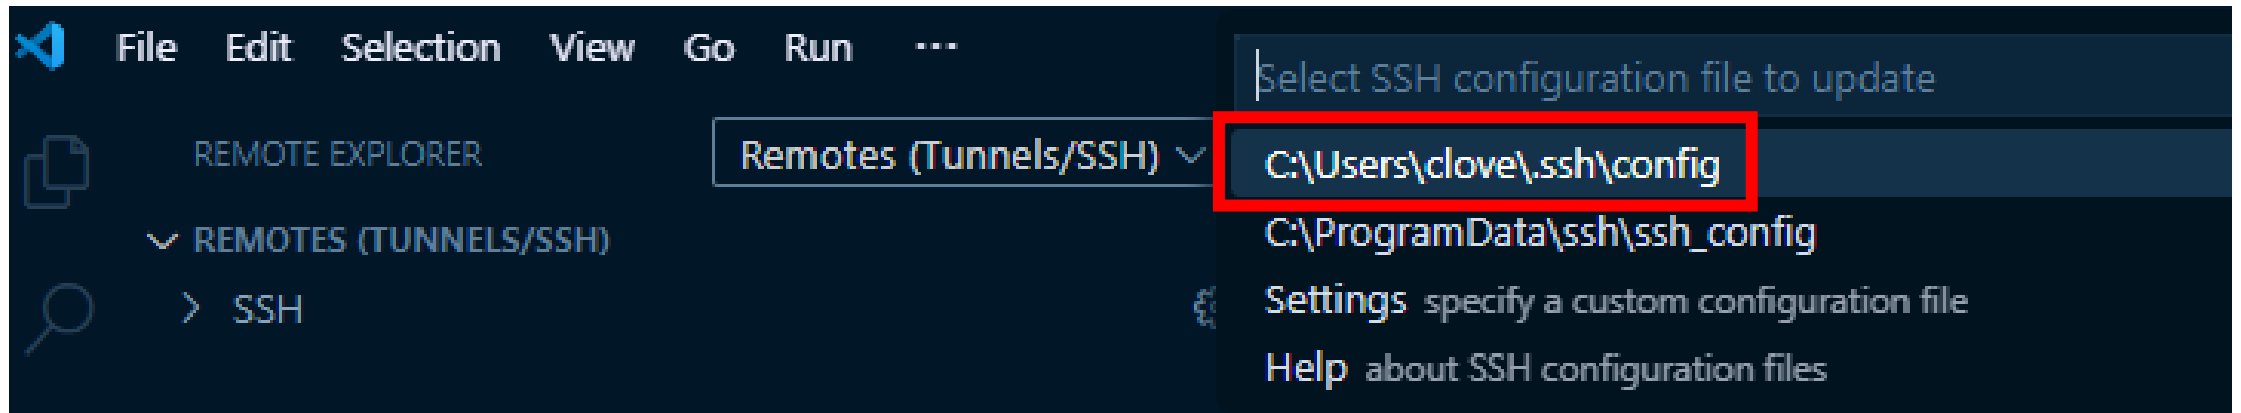 File Edit Selection View Go Run ···
Select SSH configuration file to update
REMOTE EXPLORER
Remotes (Tunnels/SSH)
C:\Users\clove\.ssh\config
C:\ProgramData\ssh\ssh_config
REMOTES (TUNNELS/SSH)
SSH
Settings specify a custom configuration file
Help about SSH configuration files